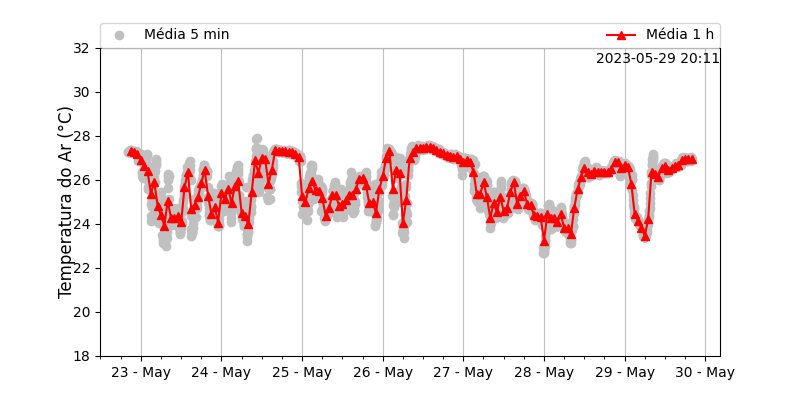 Média 5 min
Média 1 h
2023-05-29 20:11
Temperatura do Ar (°C)
32
30
28
26
24
22
20
18
23 - May
24 - May
25 - May
26 - May
27 - May
28 - May
29 - May
30 - May